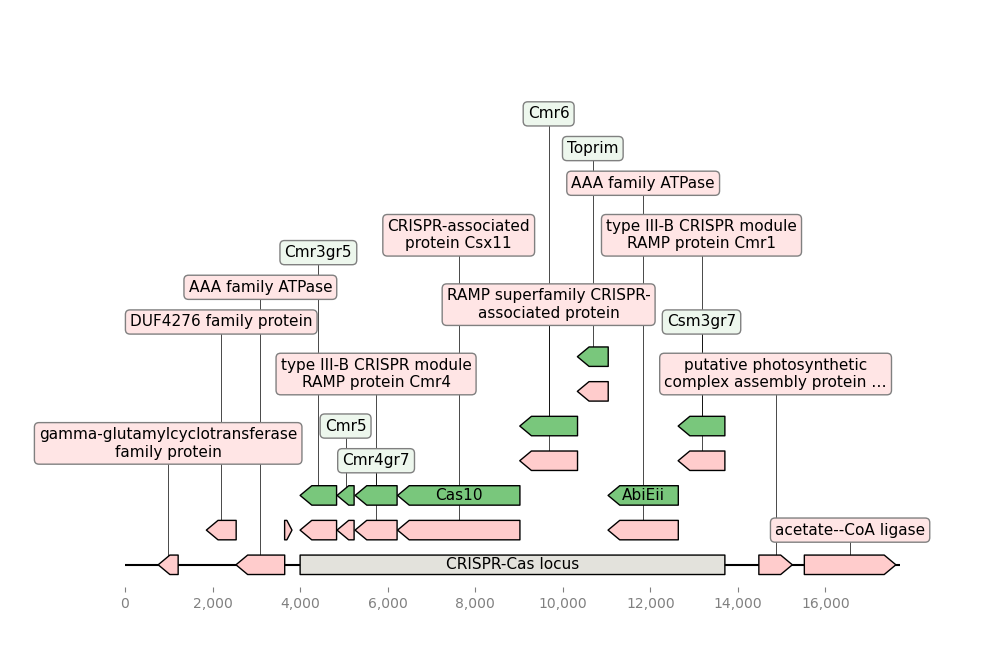 Cmr6
Toprim
AAA family ATPase
CRISPR-associated
protein Csx11
type III-B CRISPR module
RAMP protein Cmr1
Cmr3gr5
AAA family ATPase
RAMP superfamily CRISPR-
associated protein
DUF4276 family protein
Csm3gr7
type III-B CRISPR module
RAMP protein Cmr4
putative photosynthetic
complex assembly protein ...
Cmr5
gamma-glutamylcyclotransferase
family protein
Cmr4gr7
Cas10
AbiEii
acetate--CoA ligase
CRISPR-Cas locus
0
2,000
4,000
6,000
8,000
10,000
12,000
14,000
16,000